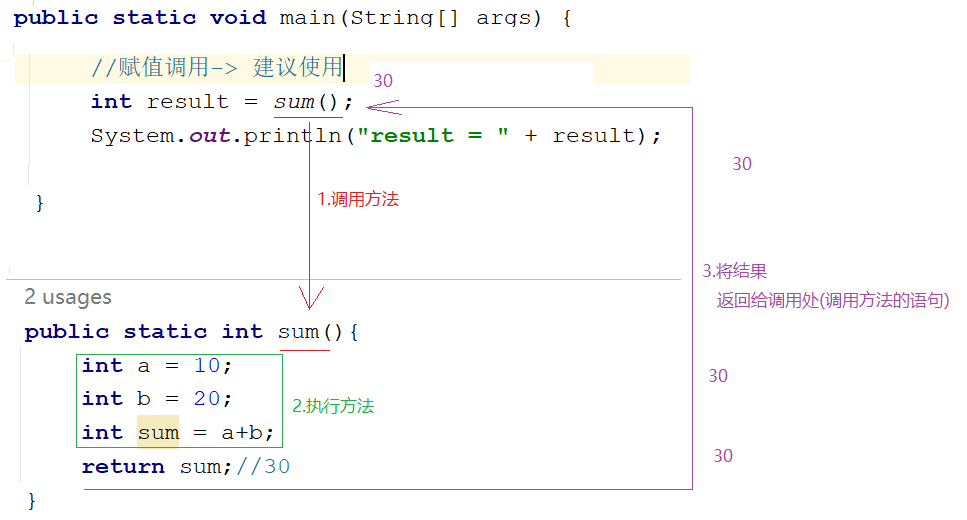 public static void main(String[] args) {
//赋值调用-> 建议使用
30
int result = sum();
System.out.println("result = " + result);
30
}
1.调用方法
3.将结果
返回给调用处(调用方法的语句)
2 usages
public static int sum(){
int a = 10;
30
int b = 20;
2.执行方法
int sum = a+b;
return sum;//30
30
}